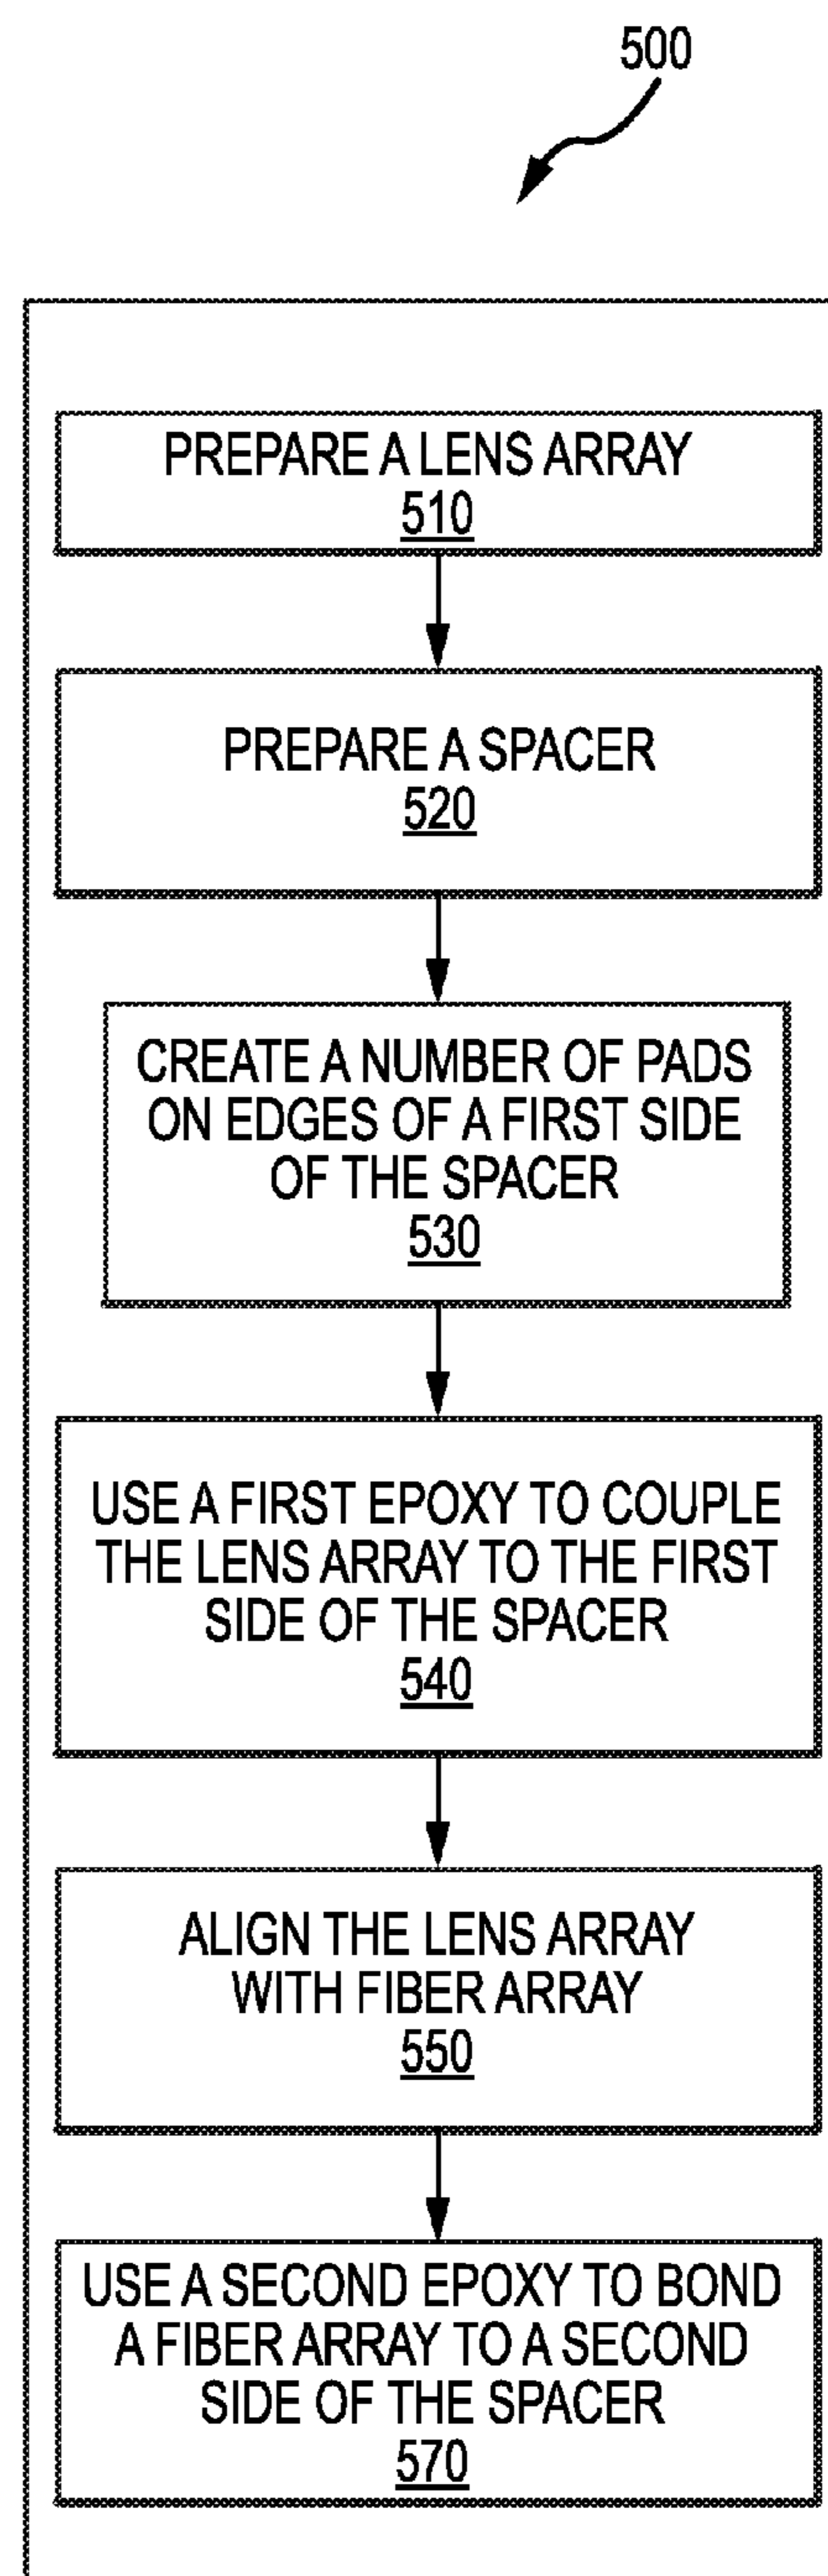 500
PREPARE A LENS ARRAY
510
PREPARE A SPACER
520
CREATE A NUMBER OF PADS
ON EDGES OF A FIRST SIDE
OF THE SPACER
530
USE A FIRST EPOXY TO COUPLE
THE LENS ARRAY TO THE FIRST
SIDE OF THE SPACER
540
ALIGN THE LENS ARRAY
WITH FIBER ARRAY
550
USE A SECOND EPOXY TO BOND
A FIBER ARRAY TO A SECOND
SIDE OF THE SPACER
570